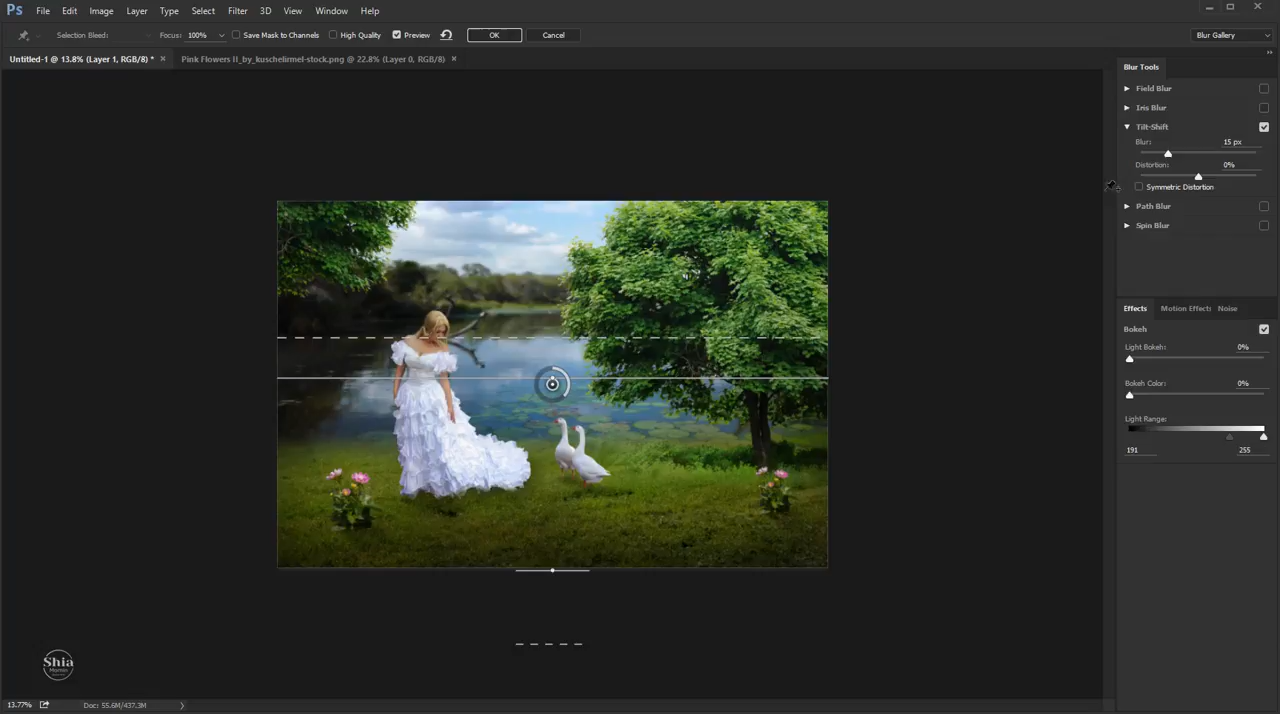 Ps File Edit Image Layer Type Select Filter 3D View Window Help
Selection Bleed: Focus: 100% Save Mask to Channels High Quality Preview OK Cancel Blur Gallery
Untitled-1 @ 13.8% (Layer 1, RGB/8) * × Pink Flowers II_by_kuschelirmel-stock.png @ 22.8% (Layer 0, RGB/8) ×
Blur Tools
Field Blur
Iris Blur
Tilt-Shift
Blur: 15 px
Distortion: 0%
Symmetric Distortion
Path Blur
Spin Blur
Effects Motion Effects Noise
Bokeh
Light Bokeh: 0%
Bokeh Color: 0%
Light Range:
191 255
Shia
13.77% Doc: 55.6M/437.3M